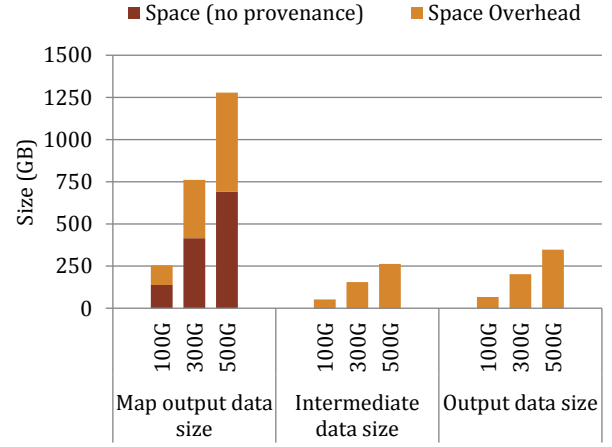 Space (no provenance) Space Overhead
1500
1250
1000
750
500
250
0
Size (GB)
100G 300G 500G 100G 300G 500G 100G 300G 500G
Map output data Intermediate Output data size
size data size